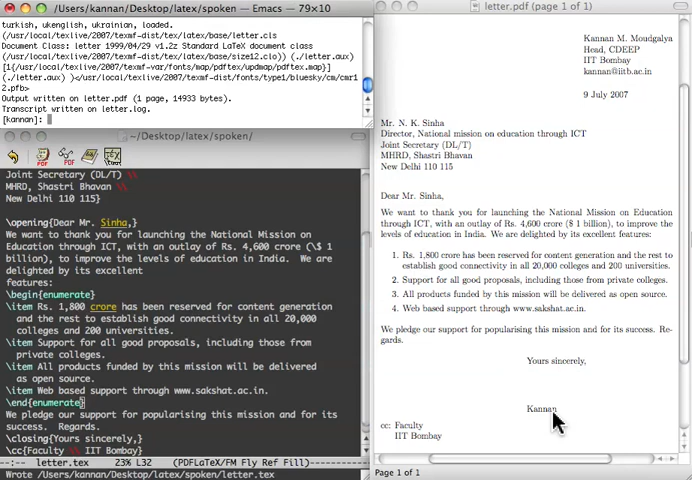 /Users/kannan/Desktop/latex/spoken — Emacs — 79×10
turkish, ukenglish, ukrainian, loaded.
(/usr/local/texlive/2007/texmf-dist/tex/latex/base/letter.cls
Document Class: letter 1999/04/29 v1.2z Standard LaTeX document class
(/usr/local/texlive/2007/texmf-dist/tex/latex/base/size12.clo)) (./letter.aux)
[1{/usr/local/texlive/2007/texmf-var/fonts/map/pdftex/updmap/pdftex.map}]
(./letter.aux) )</usr/local/texlive/2007/texmf-dist/fonts/type1/bluesky/cm/cmr1
2.pfb>
Output written on letter.pdf (1 page, 14933 bytes).
Transcript written on letter.log.
[kannan]:
~/Desktop/latex/spoken/
Joint Secretary (DL/T) \\
MHRD, Shastri Bhavan \\
New Delhi 110 115}
\opening{Dear Mr. Sinha,}
We want to thank you for launching the National Mission on
Education through ICT, with an outlay of Rs. 4,600 crore (\$ 1
billion), to improve the levels of education in India.  We are
delighted by its excellent
features:
\begin{enumerate}
\item Rs. 1,800 crore has been reserved for content generation
and the rest to establish good connectivity in all 20,000
colleges and 200 universities.
\item Support for all good proposals, including those from
private colleges.
\item All products funded by this mission will be delivered
as open source.
\item Web based support through www.sakshat.ac.in.
\end{enumerate}
We pledge our support for popularising this mission and for its
success.  Regards.
\closing{Yours sincerely,}
\cc{Faculty \\ IIT Bombay}
-:-- letter.tex 23% L32 (PDFLaTeX/FM Fly Ref Fill)
Wrote /Users/kannan/Desktop/latex/spoken/letter.tex
letter.pdf (page 1 of 1)
Kannan M. Moudgalya
Head, CDEEP
IIT Bombay
kannan@iitb.ac.in
9 July 2007
Mr. N. K. Sinha
Director, National mission on education through ICT
Joint Secretary (DL/T)
MHRD, Shastri Bhavan
New Delhi 110 115
Dear Mr. Sinha,
We want to thank you for launching the National Mission on Education
through ICT, with an outlay of Rs. 4,600 crore ($ 1 billion), to improve the
levels of education in India. We are delighted by its excellent features:
1. Rs. 1,800 crore has been reserved for content generation and the rest to
establish good connectivity in all 20,000 colleges and 200 universities.
2. Support for all good proposals, including those from private colleges.
3. All products funded by this mission will be delivered as open source.
4. Web based support through www.sakshat.ac.in.
We pledge our support for popularising this mission and for its success. Re-
gards.
Yours sincerely,
Kannan
cc: Faculty
IIT Bombay
Page 1 of 1